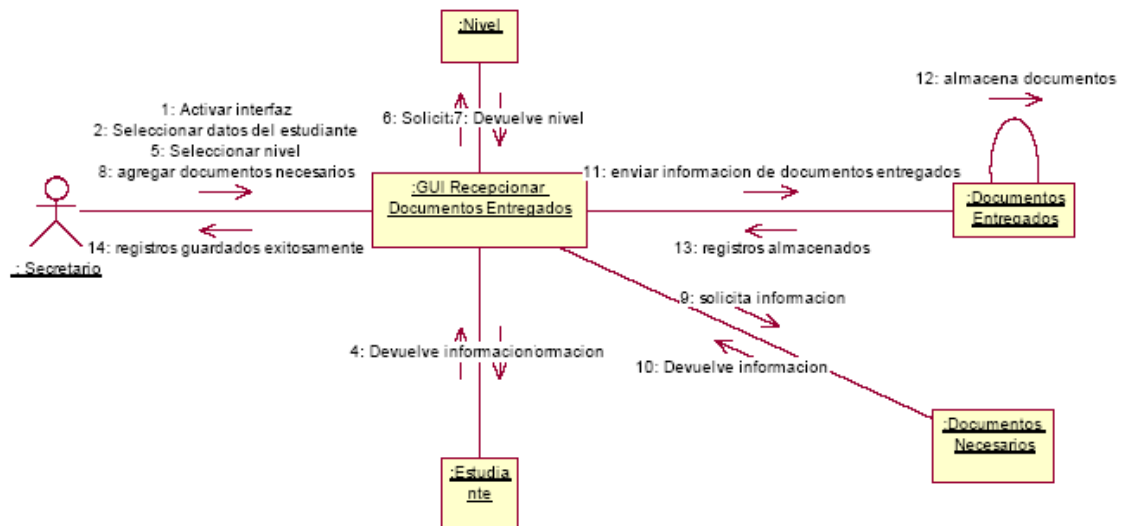 :Nivel
12: almacena documentos
1: Activar interfaz
2: Seleccionar datos del estudiante
5: Seleccionar nivel
8: agregar documentos necesarios
6: Solicita
7: Devuelve nivel
:GUI Recepcionar
Documentos Entregados
11: enviar informacion de documentos entregados
:Documentos
Entregados
14: registros guardados exitosamente
13: registros almacenados
: Secretario
9: solicita informacion
4: Devuelve informacion
10: Devuelve informacion
:Documentos
Necesarios
:Estudia
nte